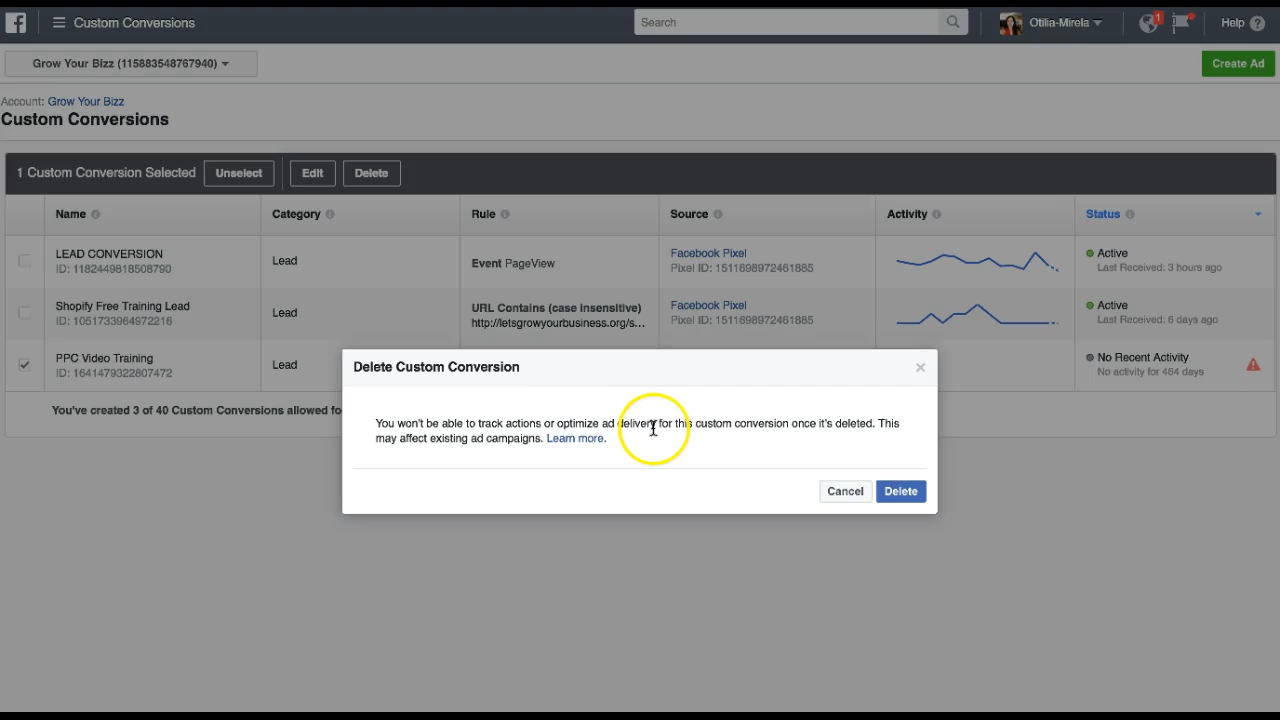 Custom Conversions
Search
Otilia-Mirela
1
Help
Grow Your Bizz (115883548767940)
Create Ad
Account: Grow Your Bizz
Custom Conversions
1 Custom Conversion Selected Unselect Edit Delete
Name Category Rule Source Activity Status
LEAD CONVERSION
ID: 1182449818508790
Lead
Event PageView
Facebook Pixel
Pixel ID: 1511698972461885
Active
Last Received: 3 hours ago
Shopify Free Training Lead
ID: 1051733964972216
Lead
URL Contains (case insensitive)
http://letsgrowyourbusiness.org/s...
Facebook Pixel
Pixel ID: 1511698972461885
Active
Last Received: 6 days ago
PPC Video Training
ID: 1641479322807472
Lead
No Recent Activity
No activity for 464 days
You've created 3 of 40 Custom Conversions allowed
Delete Custom Conversion
You won't be able to track actions or optimize ad delivery for this custom conversion once it's deleted. This
may affect existing ad campaigns. Learn more.
Cancel Delete